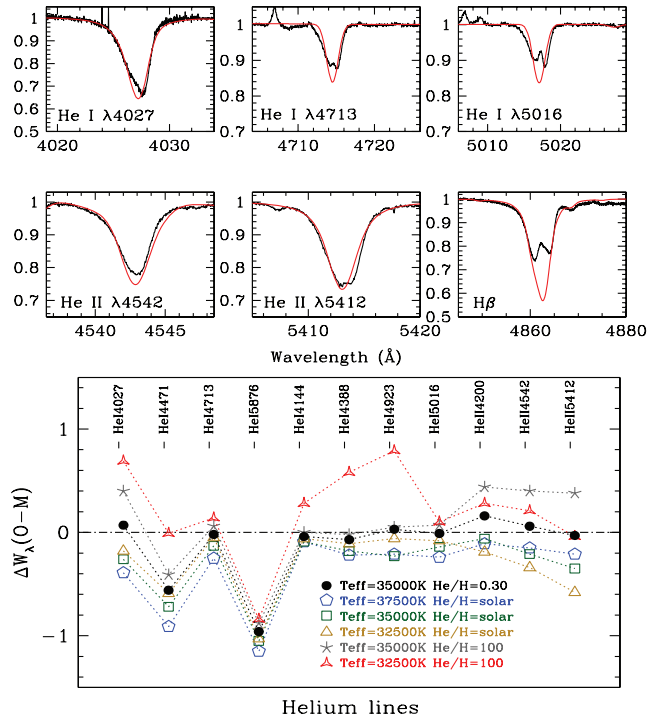 1
0.9
0.8
0.7
0.6
0.5
4020
4030
He I λ4027
1
0.9
0.8
0.7
4710
4720
He I λ4713
1
0.9
0.8
0.7
5010
5020
He I λ5016
1
0.9
0.8
0.7
4540
4545
He II λ4542
1
0.9
0.8
0.7
5410
5420
He II λ5412
1
0.9
0.8
0.7
0.6
0.5
4860
4880
Hβ
Wavelength (Å)
HeI4027
HeI4471
HeI4713
HeI5876
HeI4144
HeI4388
HeI4923
HeI5016
HeII4200
HeII4542
HeII5412
1
0
−1
ΔWλ(O−M)
Teff=35000K He/H=0.30
Teff=37500K He/H=solar
Teff=35000K He/H=solar
Teff=32500K He/H=solar
Teff=35000K He/H=100
Teff=32500K He/H=100
Helium lines